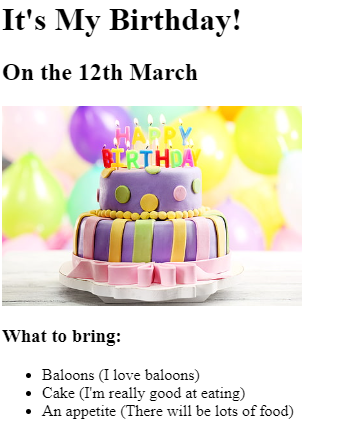 It's My Birthday!
On the 12th March
HAPPY
BIRTHDAY
What to bring:
Baloons (I love baloons)
Cake (I'm really good at eating)
An appetite (There will be lots of food)